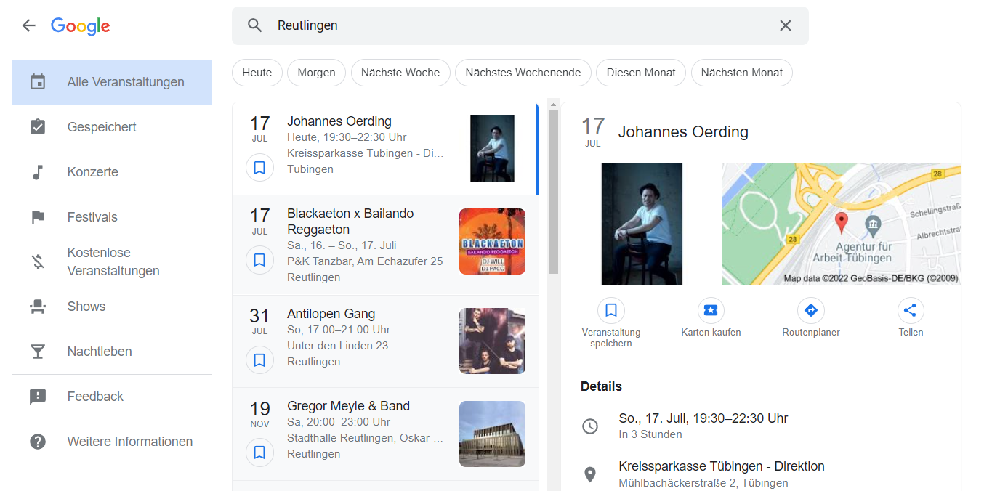 Google
Reutlingen
Alle Veranstaltungen
Gespeichert
Konzerte
Festivals
Kostenlose
Veranstaltungen
Shows
Nachtleben
Feedback
Weitere Informationen
Heute
Morgen
Nächste Woche
Nächstes Wochenende
Diesen Monat
Nächsten Monat
17
JUL
Johannes Oerding
Heute, 19:30–22:30 Uhr
Kreissparkasse Tübingen - Di...
Tübingen
17
JUL
Blackaeton x Bailando
Reggaeton
Sa., 16. – So., 17. Juli
P&K Tanzbar, Am Echazufer 25
Reutlingen
BLACKAETON
BAILANDO REGGAETON
DJ WILL
DJ PACO
31
JUL
Antilopen Gang
So, 17:00–21:00 Uhr
Unter den Linden 23
Reutlingen
19
NOV
Gregor Meyle & Band
Sa, 20:00–23:00 Uhr
Stadthalle Reutlingen, Oskar-...
Reutlingen
17
JUL
Johannes Oerding
28
28
Schellingstraß
Albrechtstra
Agentur für
Arbeit Tübingen
Map data ©2022 GeoBasis-DE/BKG (©2009)
Veranstaltung
speichern
Karten kaufen
Routenplaner
Teilen
Details
So., 17. Juli, 19:30–22:30 Uhr
In 3 Stunden
Kreissparkasse Tübingen - Direktion
Mühlbachäckerstraße 2, Tübingen